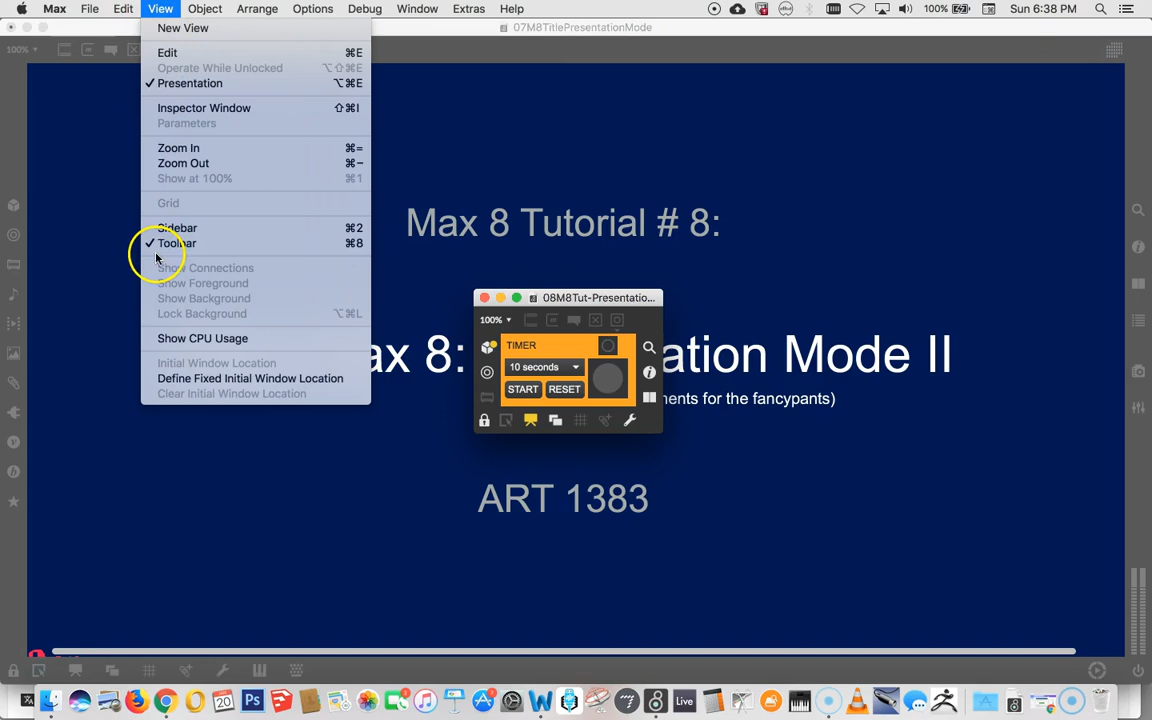 Max File Edit View Object Arrange Options Debug Window Extras Help 100% Sun 6:38 PM
07M8TitlePresentationMode
100%
New View
Edit ⌘E
Operate While Unlocked ⌥⇧⌘E
✓ Presentation ⌥⌘E
Inspector Window ⇧⌘I
Parameters
Zoom In ⌘=
Zoom Out ⌘−
Show at 100% ⌘1
Grid
Sidebar ⌘2
✓ Toolbar ⌘8
Show Connections
Show Foreground
Show Background
Lock Background ⌥⌘L
Show CPU Usage
Initial Window Location
Define Fixed Initial Window Location
Clear Initial Window Location
Max 8 Tutorial # 8:
08M8Tut-Presentatio...
100%
TIMER
10 seconds
START RESET
ax 8: ation Mode II
ents for the fancypants)
ART 1383
20
Live